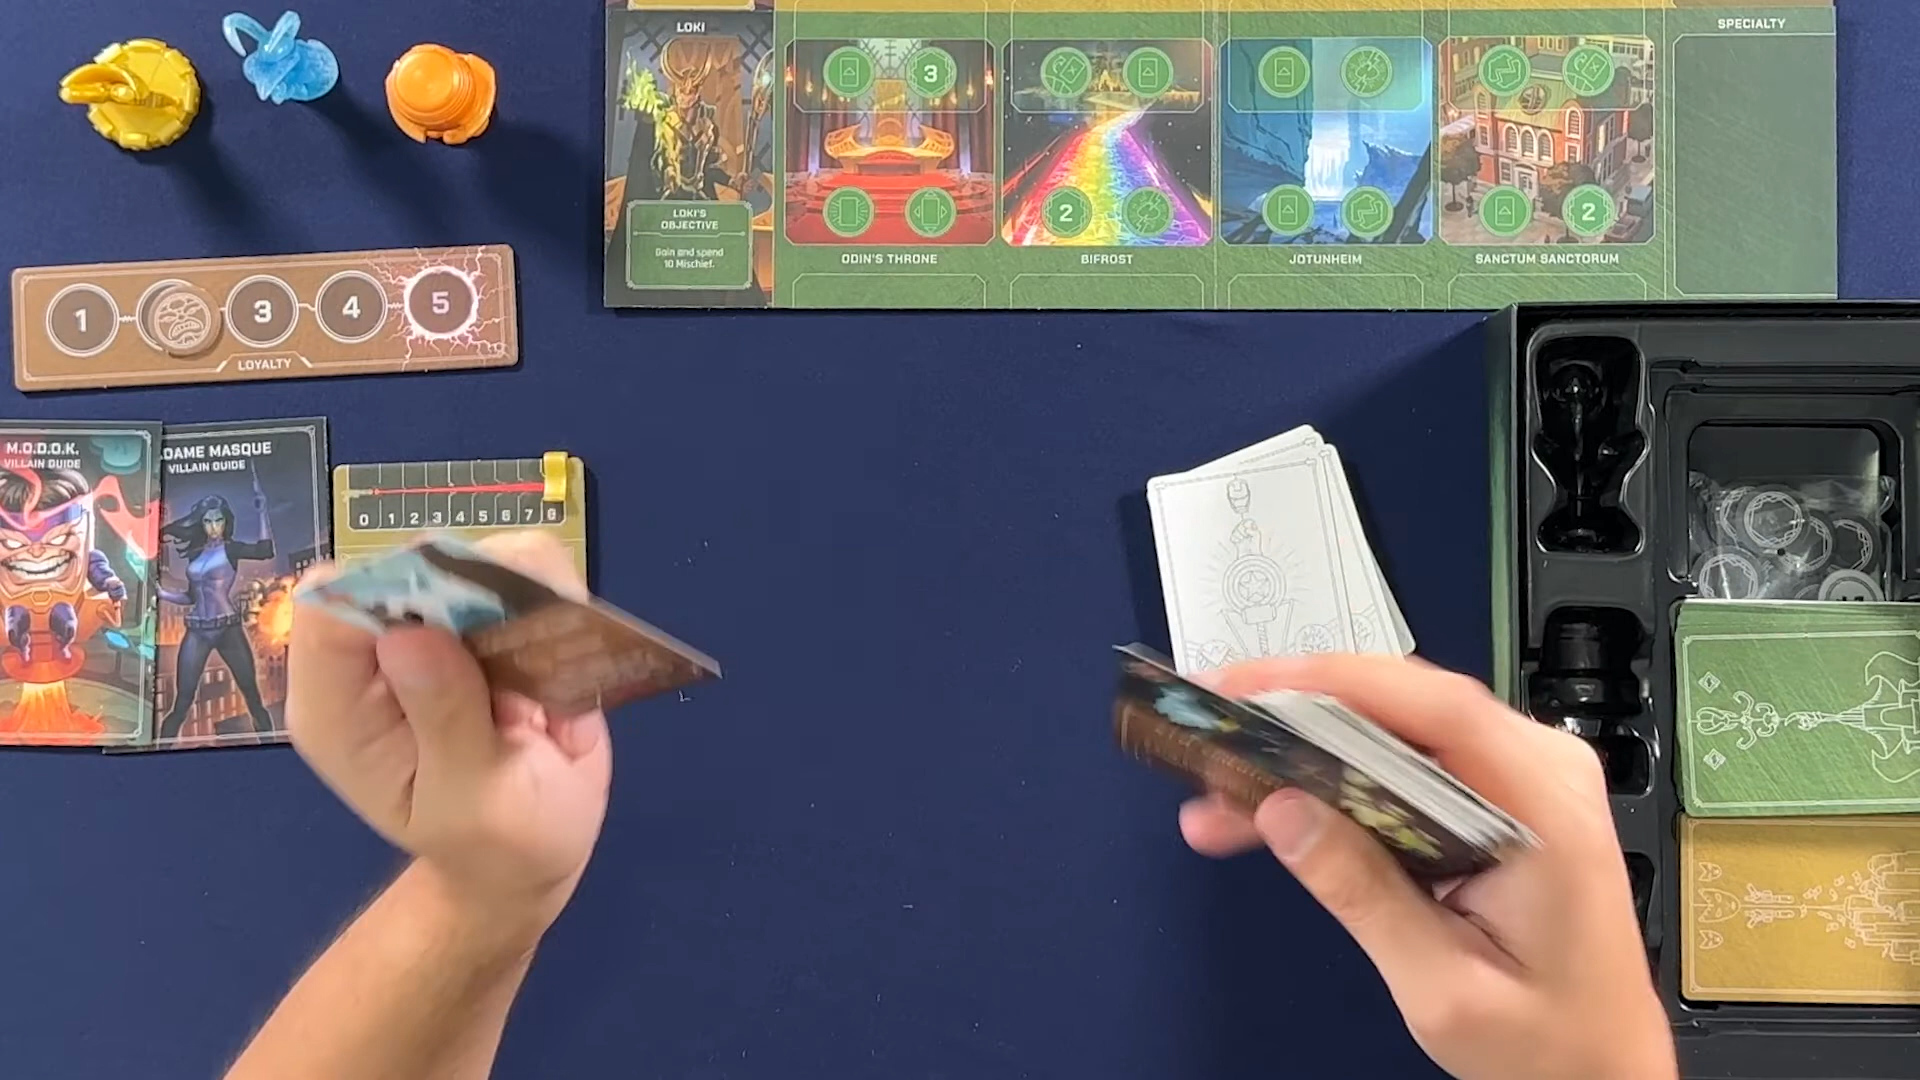 LOKI
LOKI'S
OBJECTIVE
Gain and spend
10 Mischief.
3
2
2
ODIN'S THRONE
BIFROST
JOTUNHEIM
SANCTUM SANCTORUM
SPECIALTY
1
3
4
5
LOYALTY
M.O.D.O.K.
VILLAIN GUIDE
MASQUE
VILLAIN GUIDE
0 1 2 3 4 5 6 7 8